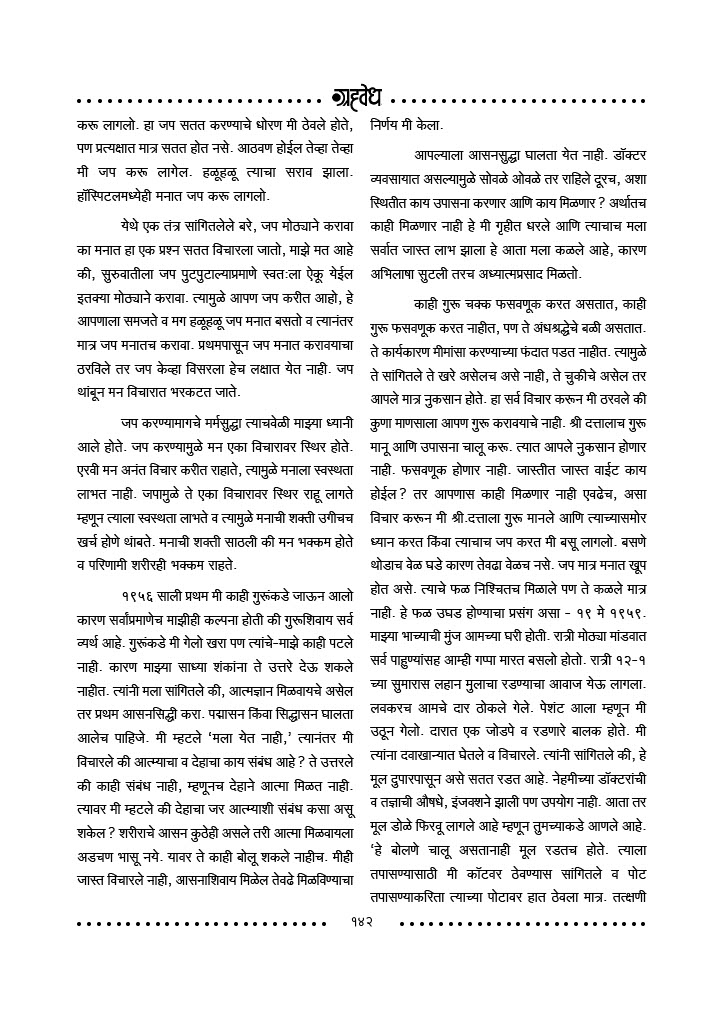 ग्रहवेध
करू लागलो. हा जप सतत करण्याचे धोरण मी ठेवले होते,
पण प्रत्यक्षात मात्र सतत होत नसे. आठवण होईल तेव्हा तेव्हा
मी जप करू लागेल. हळूहळू त्याचा सराव झाला.
हॉस्पिटलमध्येही मनात जप करू लागलो.
येथे एक तंत्र सांगितलेले बरे, जप मोठ्याने करावा
का मनात हा एक प्रश्न सतत विचारला जातो, माझे मत आहे
की, सुरुवातीला जप पुटपुटाल्याप्रमाणे स्वतःला ऐकू येईल
इतक्या मोठ्याने करावा. त्यामुळे आपण जप करीत आहो, हे
आपणाला समजते व मग हळूहळू जप मनात बसतो व त्यानंतर
मात्र जप मनातच करावा. प्रथमपासून जप मनात करावयाचा
ठरविले तर जप केव्हा विसरला हेच लक्षात येत नाही. जप
थांबून मन विचारात भरकटत जाते.
जप करण्यामागचे मर्मसुद्धा त्याचवेळी माझ्या ध्यानी
आले होते. जप करण्यामुळे मन एका विचारावर स्थिर होते.
एरवी मन अनंत विचार करीत राहाते, त्यामुळे मनाला स्वस्थता
लाभत नाही. जपामुळे ते एका विचारावर स्थिर राहू लागते
म्हणून त्याला स्वस्थता लाभते व त्यामुळे मनाची शक्ती उगीचच
खर्च होणे थांबते. मनाची शक्ती साठली की मन भक्कम होते
व परिणामी शरीरही भक्कम राहते.
१९५६ साली प्रथम मी काही गुरूंकडे जाऊन आलो
कारण सर्वांप्रमाणेच माझीही कल्पना होती की गुरूशिवाय सर्व
व्यर्थ आहे. गुरूंकडे मी गेलो खरा पण त्यांचे-माझे काही पटले
नाही. कारण माझ्या साध्या शंकांना ते उत्तरे देऊ शकले
नाहीत. त्यांनी मला सांगितले की, आत्मज्ञान मिळवायचे असेल
तर प्रथम आसनसिद्धी करा. पद्मासन किंवा सिद्धासन घालता
आलेच पाहिजे. मी म्हटले ‘मला येत नाही,’ त्यानंतर मी
विचारले की आत्म्याचा व देहाचा काय संबंध आहे ? ते उत्तरले
की काही संबंध नाही, म्हणूनच देहाने आत्मा मिळत नाही.
त्यावर मी म्हटले की देहाचा जर आत्म्याशी संबंध कसा असू
शकेल ? शरीराचे आसन कुठेही असले तरी आत्मा मिळवायला
अडचण भासू नये. यावर ते काही बोलू शकले नाहीच. मीही
जास्त विचारले नाही, आसनाशिवाय मिळेल तेवढे मिळविण्याचा
निर्णय मी केला.
आपल्याला आसनसुद्धा घालता येत नाही. डॉक्टर
व्यवसायात असल्यामुळे सोवळे ओवळे तर राहिले दूरच, अशा
स्थितीत काय उपासना करणार आणि काय मिळणार ? अर्थातच
काही मिळणार नाही हे मी गृहीत धरले आणि त्याचाच मला
सर्वात जास्त लाभ झाला हे आता मला कळले आहे, कारण
अभिलाषा सुटली तरच अध्यात्मप्रसाद मिळतो.
काही गुरू चक्क फसवणूक करत असतात, काही
गुरू फसवणूक करत नाहीत, पण ते अंधश्रद्धेचे बळी असतात.
ते कार्यकारण मीमांसा करण्याच्या फंदात पडत नाहीत. त्यामुळे
ते सांगितले ते खरे असेलच असे नाही, ते चुकीचे असेल तर
आपले मात्र नुकसान होते. हा सर्व विचार करून मी ठरवले की
कुणा माणसाला आपण गुरू करावयाचे नाही. श्री दत्तालाच गुरू
मानू आणि उपासना चालू करू. त्यात आपले नुकसान होणार
नाही. फसवणूक होणार नाही. जास्तीत जास्त वाईट काय
होईल ? तर आपणास काही मिळणार नाही एवढेच, असा
विचार करून मी श्री.दत्ताला गुरू मानले आणि त्याच्यासमोर
ध्यान करत किंवा त्याचाच जप करत मी बसू लागलो. बसणे
थोडाच वेळ घडे कारण तेवढा वेळच नसे. जप मात्र मनात खूप
होत असे. त्याचे फळ निश्चितच मिळाले पण ते कळले मात्र
नाही. हे फळ उघड होण्याचा प्रसंग असा - १९ मे १९५९.
माझ्या भाच्याची मुंज आमच्या घरी होती. रात्री मोठ्या मांडवात
सर्व पाहुण्यांसह आम्ही गप्पा मारत बसलो होतो. रात्री १२-१
च्या सुमारास लहान मुलाचा रडण्याचा आवाज येऊ लागला.
लवकरच आमचे दार ठोकले गेले. पेशंट आला म्हणून मी
उठून गेलो. दारात एक जोडपे व रडणारे बालक होते. मी
त्यांना दवाखान्यात घेतले व विचारले. त्यांनी सांगितले की, हे
मूल दुपारपासून असे सतत रडत आहे. नेहमीच्या डॉक्टरांची
व तज्ञाची औषधे, इंजक्शने झाली पण उपयोग नाही. आता तर
मूल डोळे फिरवू लागले आहे म्हणून तुमच्याकडे आणले आहे.
‘हे बोलणे चालू असतानाही मूल रडतच होते. त्याला
तपासण्यासाठी मी कॉटवर ठेवण्यास सांगितले व पोट
तपासण्याकरिता त्याच्या पोटावर हात ठेवला मात्र. तत्क्षणी
१४२